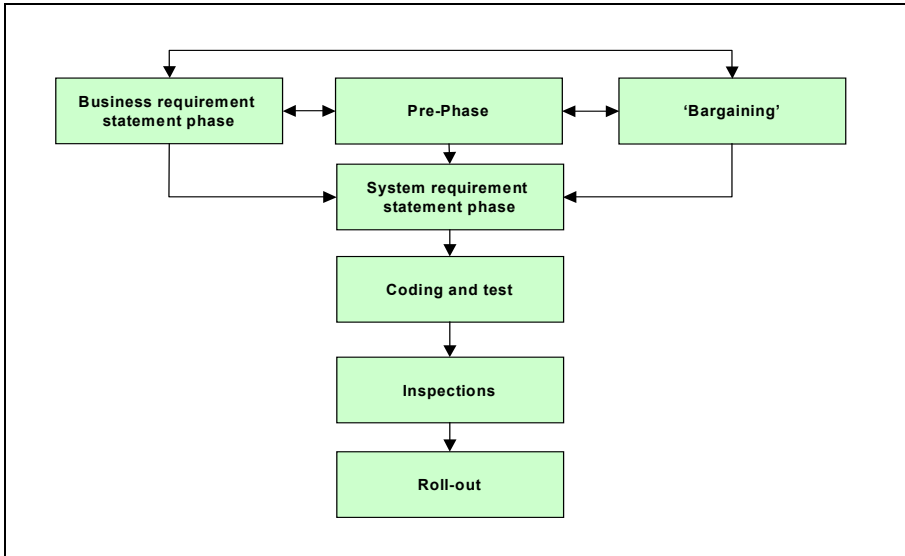 Business requirement
statement phase
Pre-Phase
‘Bargaining’
System requirement
statement phase
Coding and test
Inspections
Roll-out